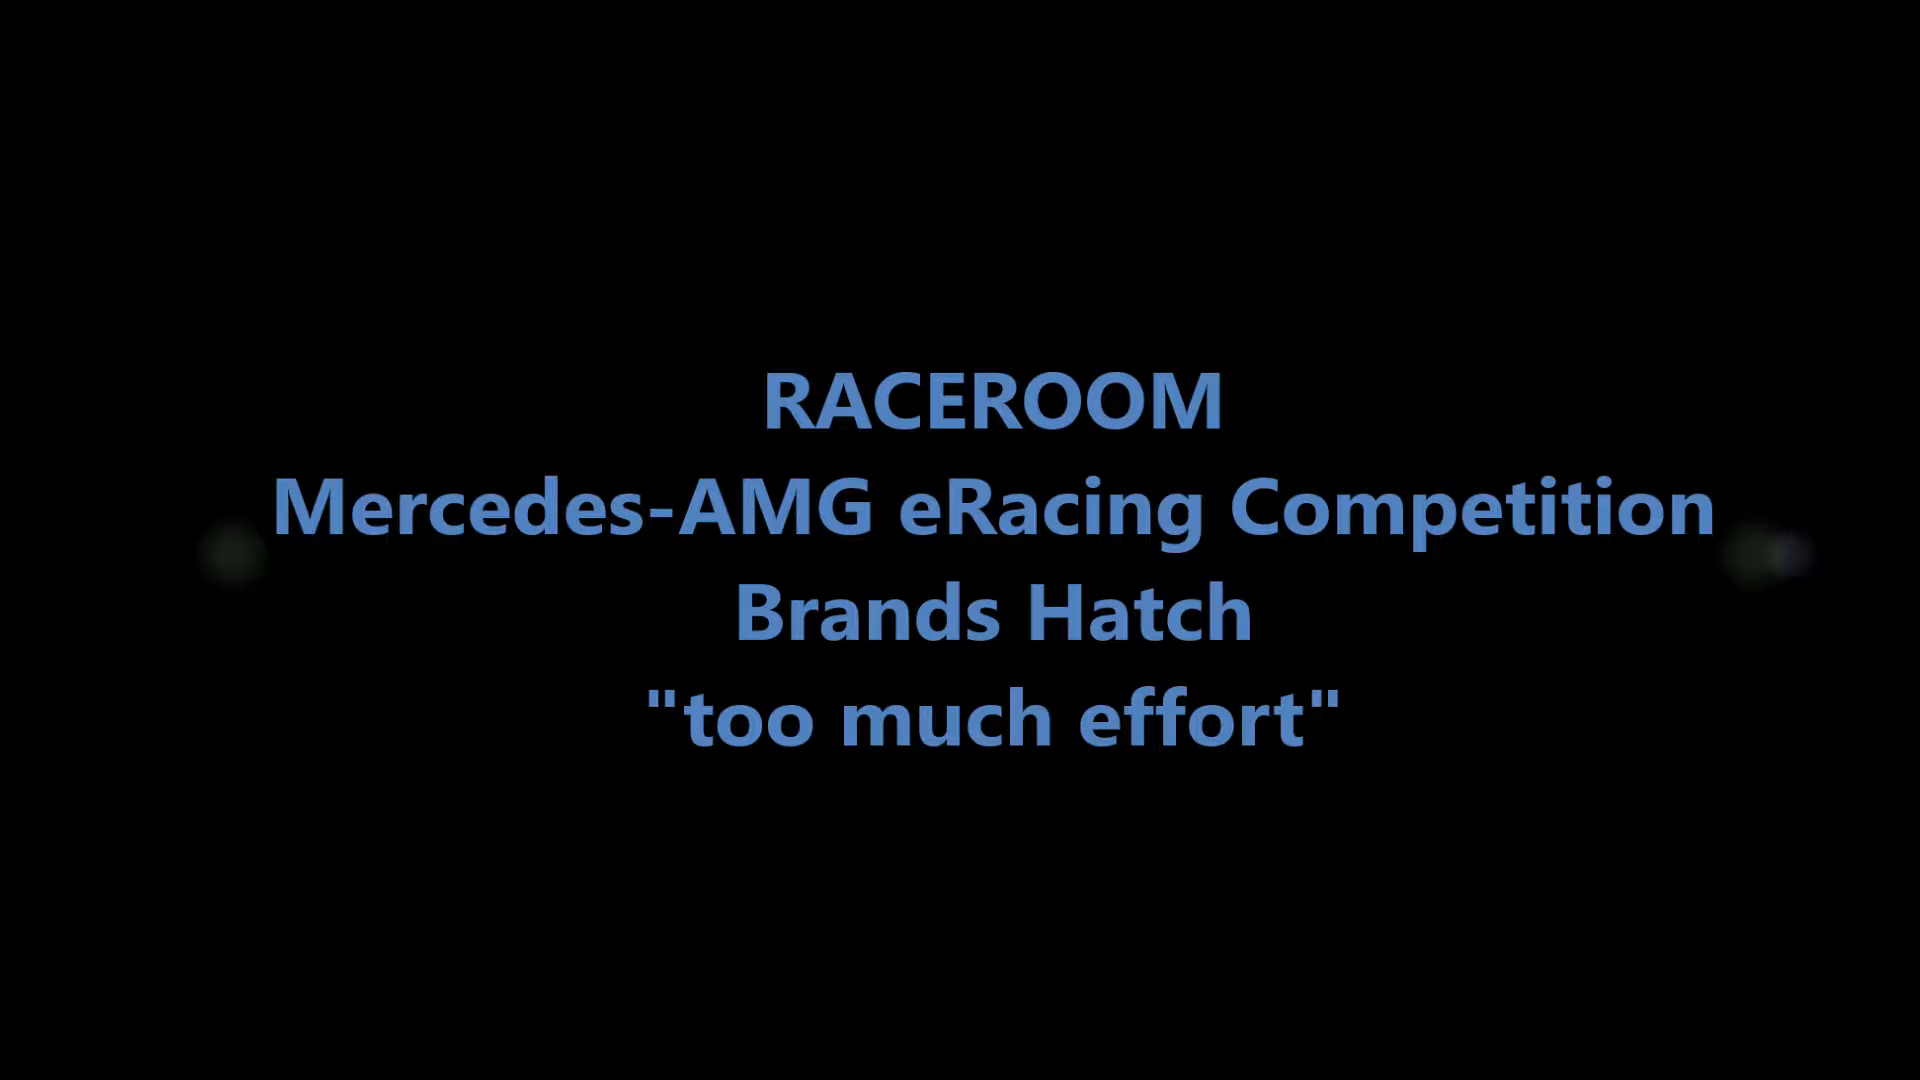 RACEROOM
Mercedes-AMG eRacing Competition
Brands Hatch
"too much effort"